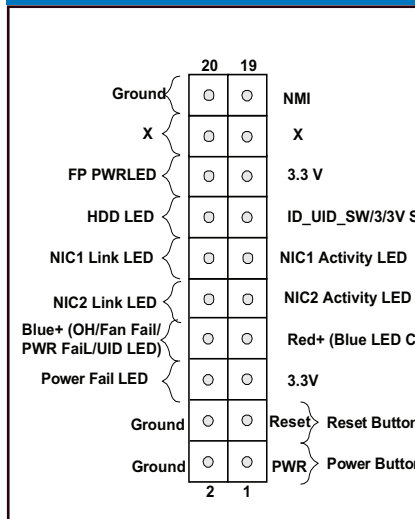 20 19
Ground NMI
X X
FP PWRLED 3.3 V
HDD LED ID_UID_SW/3/3V S
NIC1 Link LED NIC1 Activity LED
NIC2 Link LED NIC2 Activity LED
Blue+ (OH/Fan Fail/
PWR FaiL/UID LED) Red+ (Blue LED C
Power Fail LED 3.3V
Ground Reset Reset Button
Ground PWR Power Button
2 1